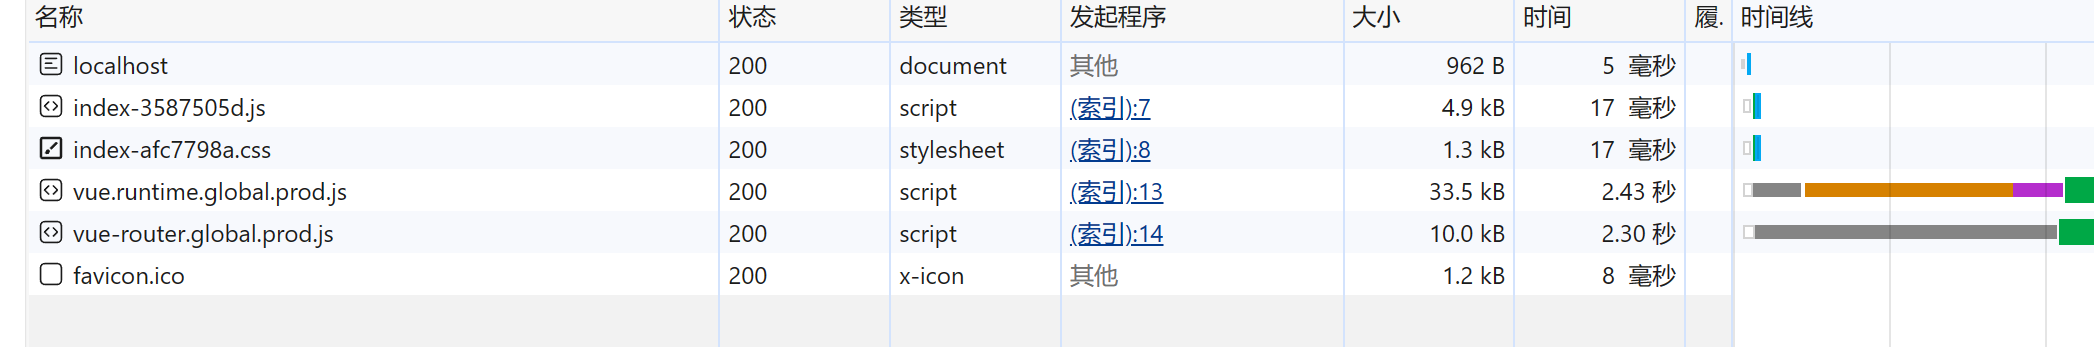 名称 状态 类型 发起程序 大小 时间 履. 时间线
localhost 200 document 其他 962 B 5 毫秒
index-3587505d.js 200 script (索引):7 4.9 kB 17 毫秒
index-afc7798a.css 200 stylesheet (索引):8 1.3 kB 17 毫秒
vue.runtime.global.prod.js 200 script (索引):13 33.5 kB 2.43 秒
vue-router.global.prod.js 200 script (索引):14 10.0 kB 2.30 秒
favicon.ico 200 x-icon 其他 1.2 kB 8 毫秒